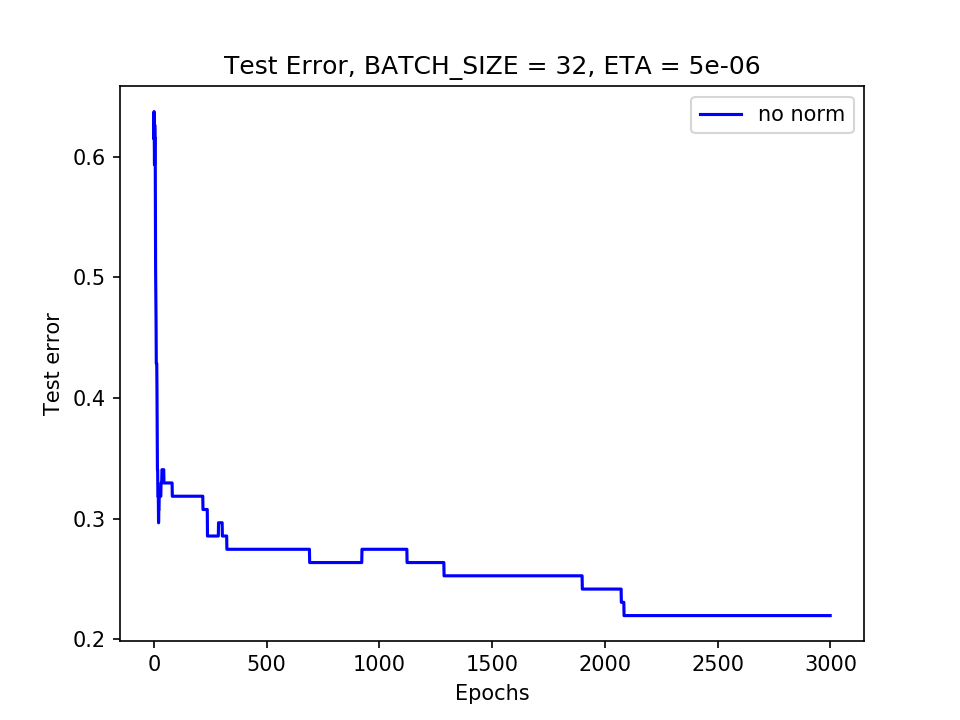 Test Error, BATCH_SIZE = 32, ETA = 5e-06
no norm
0.6
0.5
0.4
0.3
0.2
Test error
0 500 1000 1500 2000 2500 3000
Epochs